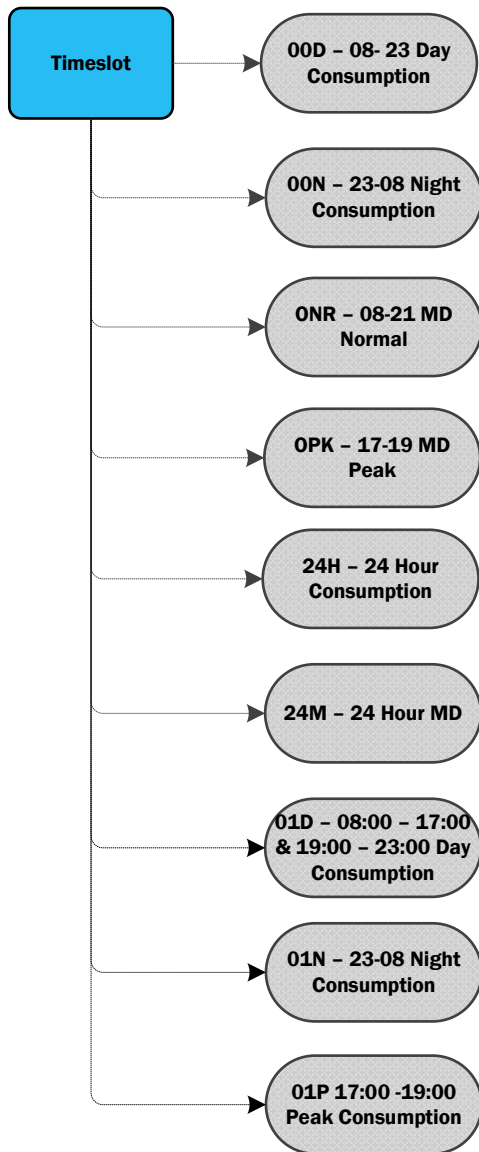 Timeslot
00D – 08- 23 Day
Consumption
00N – 23-08 Night
Consumption
ONR – 08-21 MD
Normal
OPK – 17-19 MD
Peak
24H – 24 Hour
Consumption
24M – 24 Hour MD
01D – 08:00 – 17:00
& 19:00 – 23:00 Day
Consumption
01N – 23-08 Night
Consumption
01P 17:00 -19:00
Peak Consumption